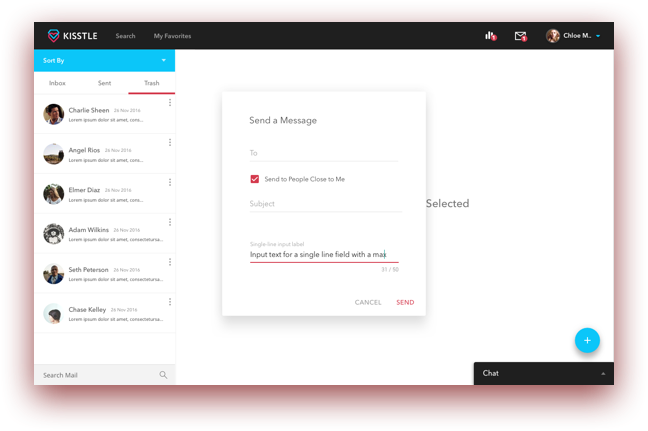 KISSTLE
Search
My Favorites
1
1
Chloe M..
Sort By
Inbox
Sent
Trash
Charlie Sheen 26 Nov 2016
Lorem ipsum dolor sit amet, cons...
Angel Rios 26 Nov 2016
Lorem ipsum dolor sit amet, cons...
Elmer Diaz 26 Nov 2016
Lorem ipsum dolor sit amet, cons...
Adam Wilkins 26 Nov 2016
Lorem ipsum dolor sit amet, consectetursa...
Seth Peterson 26 Nov 2016
Lorem ipsum dolor sit amet, consectetursa...
Chase Kelley 26 Nov 2016
Lorem ipsum dolor sit amet, consectetursa...
Search Mail
Send a Message
To
Send to People Close to Me
Subject
Single line input label
Input text for a single line field with a max
31 / 50
CANCEL
SEND
Selected
+
Chat